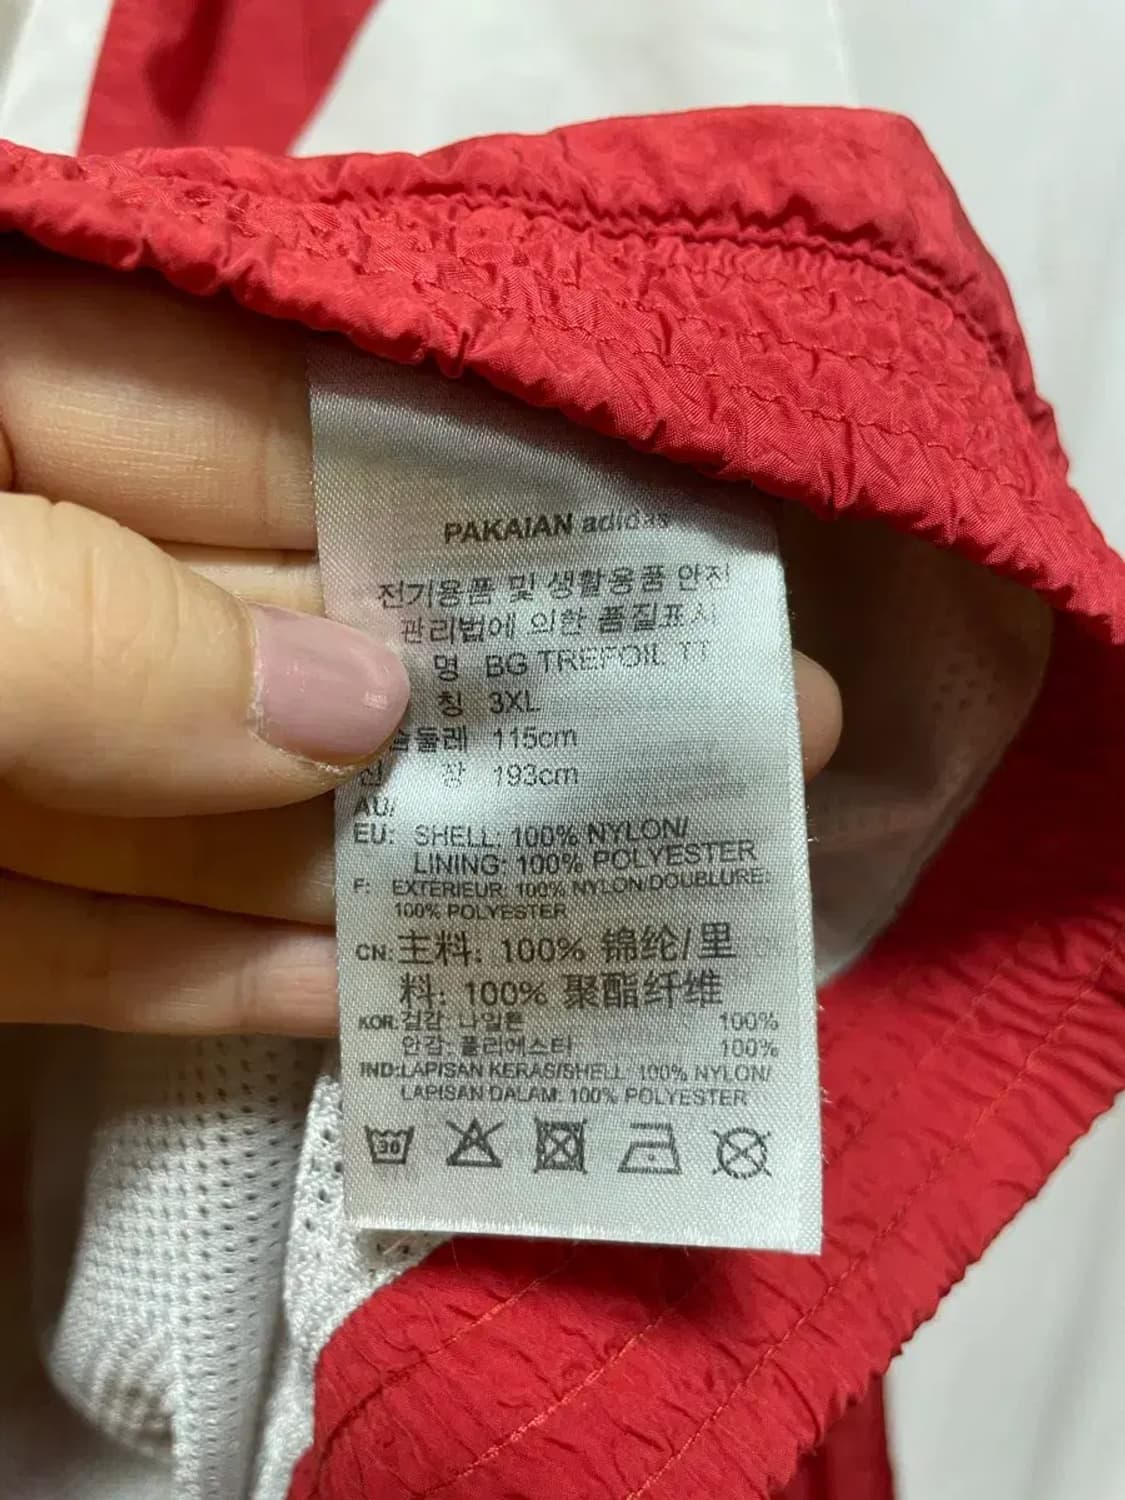 PAKAIAN adidas
전기용품 및 생활용품 안전
관리법에 의한 품질표시
명 BG TREFOIL TT
칭 3XL
슴둘레 115cm
신 장 193cm
AU/
EU: SHELL: 100% NYLON/
LINING: 100% POLYESTER
F: EXTERIEUR: 100% NYLON/DOUBLURE:
100% POLYESTER
CN: 主料: 100% 锦纶/里
料: 100% 聚酯纤维
KOR: 겉감: 나일론 100%
안감: 폴리에스터 100%
IND: LAPISAN KERAS/SHELL: 100% NYLON/
LAPISAN DALAM: 100% POLYESTER
30